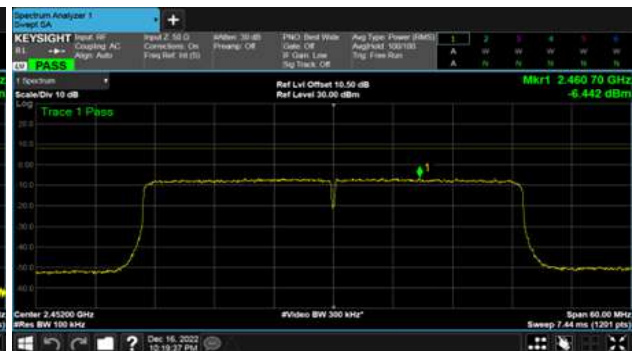 Spectrum Analyzer 1
Swept SA
+
KEYSIGHT
Input: RF
Input Z: 50 Ω
#Atten: 30 dB
PNO: Best Wide
Avg Type: Power (RMS)
1 2 3 4 5 6
RL
Coupling: AC
Corrections: On
Preamp: Off
Gate: Off
Avg|Hold: 100/100
A W W W W W
Align: Auto
Freq Ref: Int (S)
IF Gain: Low
Trig: Free Run
Sig Track: Off
A N N N N N
LV PASS
1 Spectrum
Ref Lvl Offset 10.50 dB
Mkr1 2.460 70 GHz
Scale/Div 10 dB
Ref Level 30.00 dBm
-6.442 dBm
Log
Trace 1 Pass
20.0
10.0
0.00
-10.0
1
-20.0
-30.0
-40.0
-50.0
-60.0
Center 2.45200 GHz
#Video BW 300 kHz*
Span 60.00 MHz
#Res BW 100 kHz
Sweep 7.44 ms (1201 pts)
?
Dec 16, 2022
10:19:37 PM